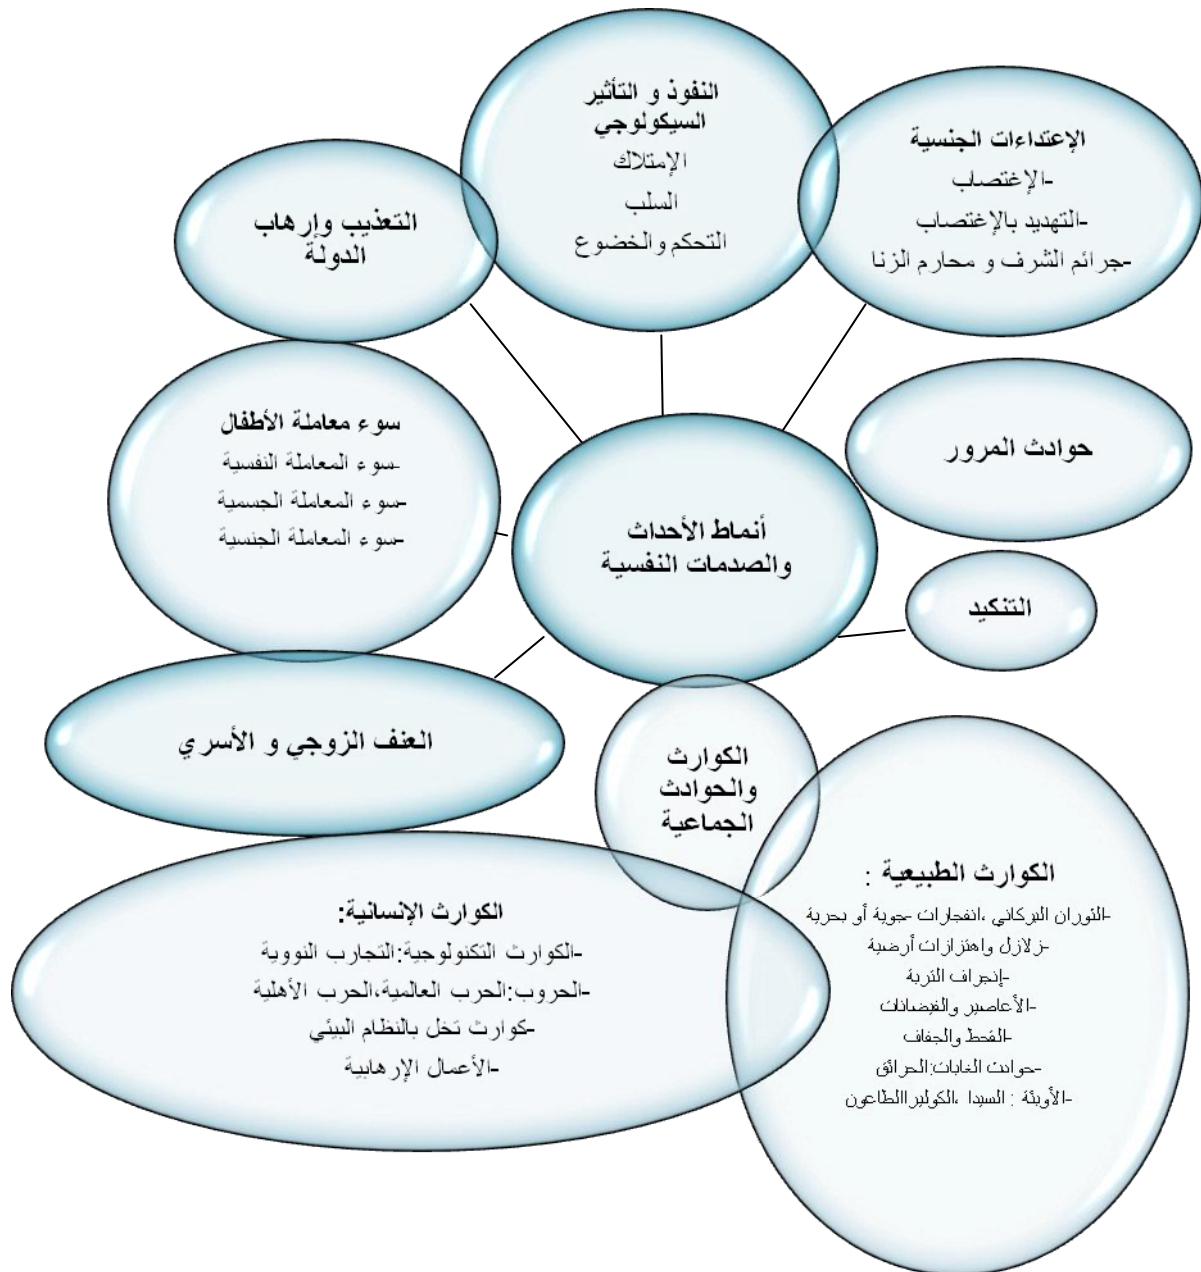 النفوذ و التأثير
السيكولوجي
الإمتلاك
السلب
التحكم والخضوع
الإعتداءات الجنسية
-الإغتصاب
-التهديد بالإغتصاب
-جرائم الشرف و محارم الزنا
التعذيب وإرهاب
الدولة
سوء معاملة الأطفال
-سوء المعاملة النفسية
-سوء المعاملة الجسمية
-سوء المعاملة الجنسية
حوادث المرور
أنماط الأحداث
والصدمات النفسية
التنكيد
العنف الزوجي و الأسري
الكوارث
والحوادث
الجماعية
الكوارث الطبيعية :
-الثوران البركاني ،انفجارات -جوية أو بحرية
-زلازل واهتزازات أرضية
-إنجراف التربة
-الأعاصير والفيضانات
-القحط والجفاف
-حوادث الغابات:الحرائق
-الأوبئة : السيدا ،الكوليراالطاعون
الكوارث الإنسانية:
-الكوارث التكنولوجية:التجارب النووية
-الحروب:الحرب العالمية،الحرب الأهلية
-كوارث تخل بالنظام البيئي
-الأعمال الإرهابية